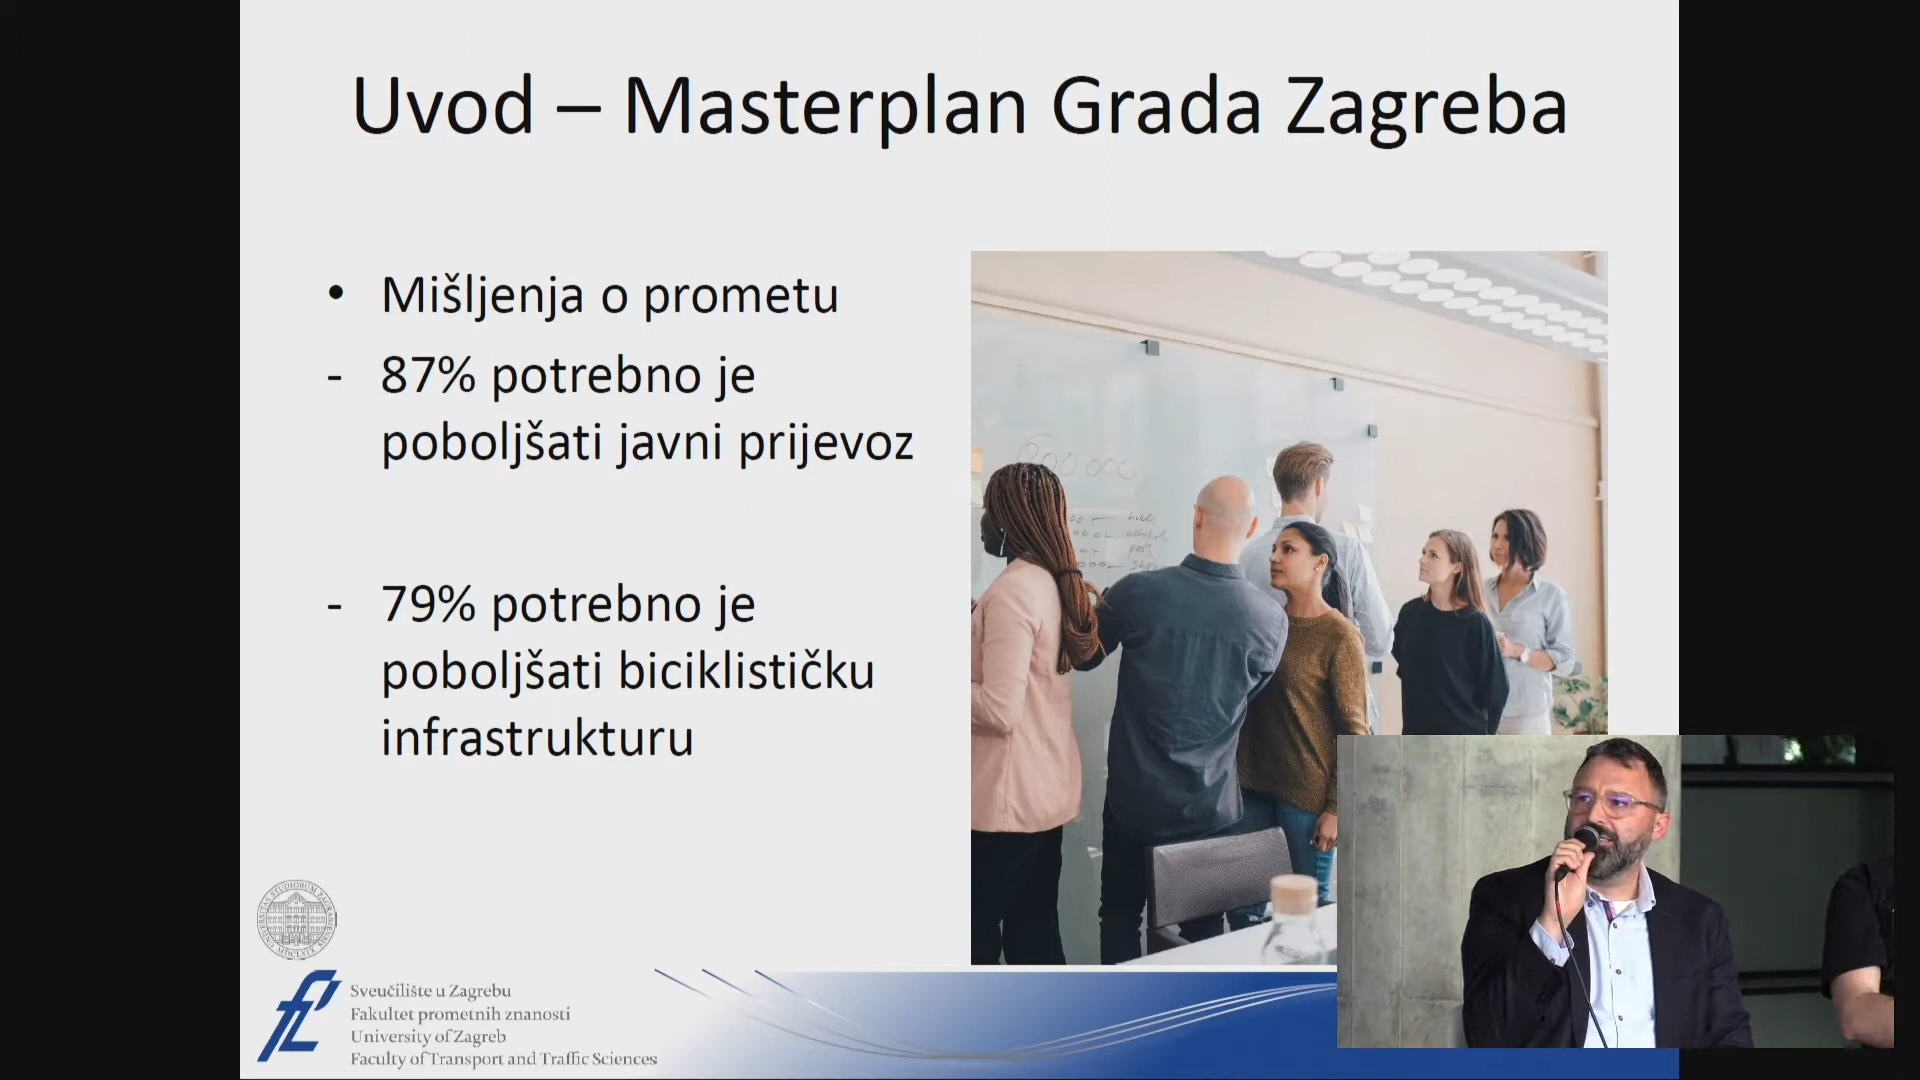 Uvod – Masterplan Grada Zagreba
• Mišljenja o prometu
- 87% potrebno je
poboljšati javni prijevoz
- 79% potrebno je
poboljšati biciklističku
infrastrukturu
Sveučilište u Zagrebu
Fakultet prometnih znanosti
University of Zagreb
Faculty of Transport and Traffic Sciences